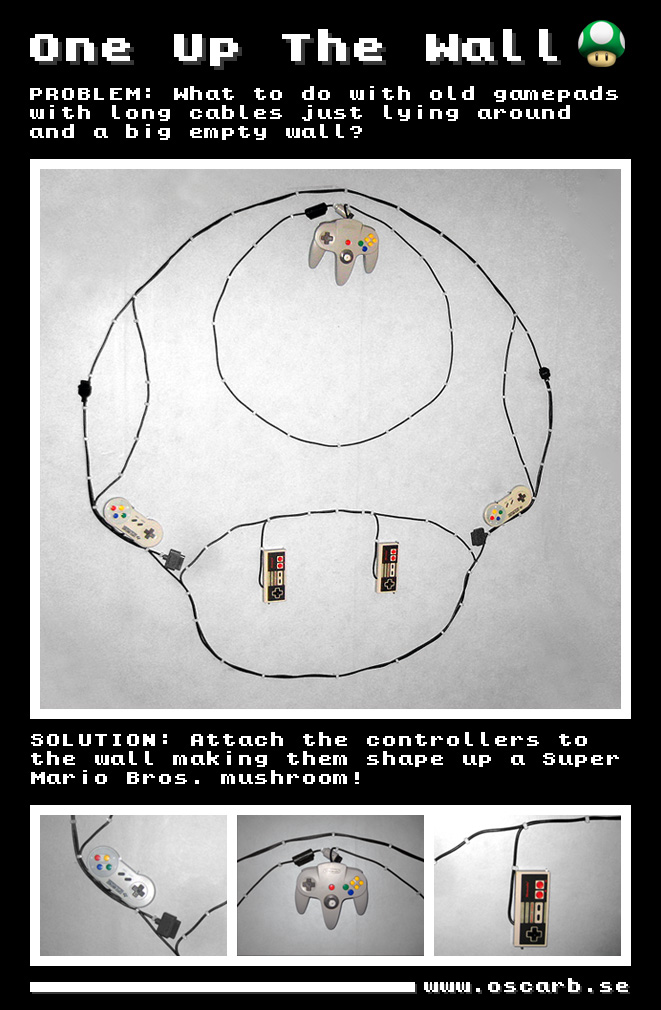 One Up The Wall
PROBLEM: What to do with old gamepads
with long cables just lying around
and a big empty wall?
SOLUTION: Attach the controllers to
the wall making them shape up a Super
Mario Bros. mushroom!
www.oscarb.se